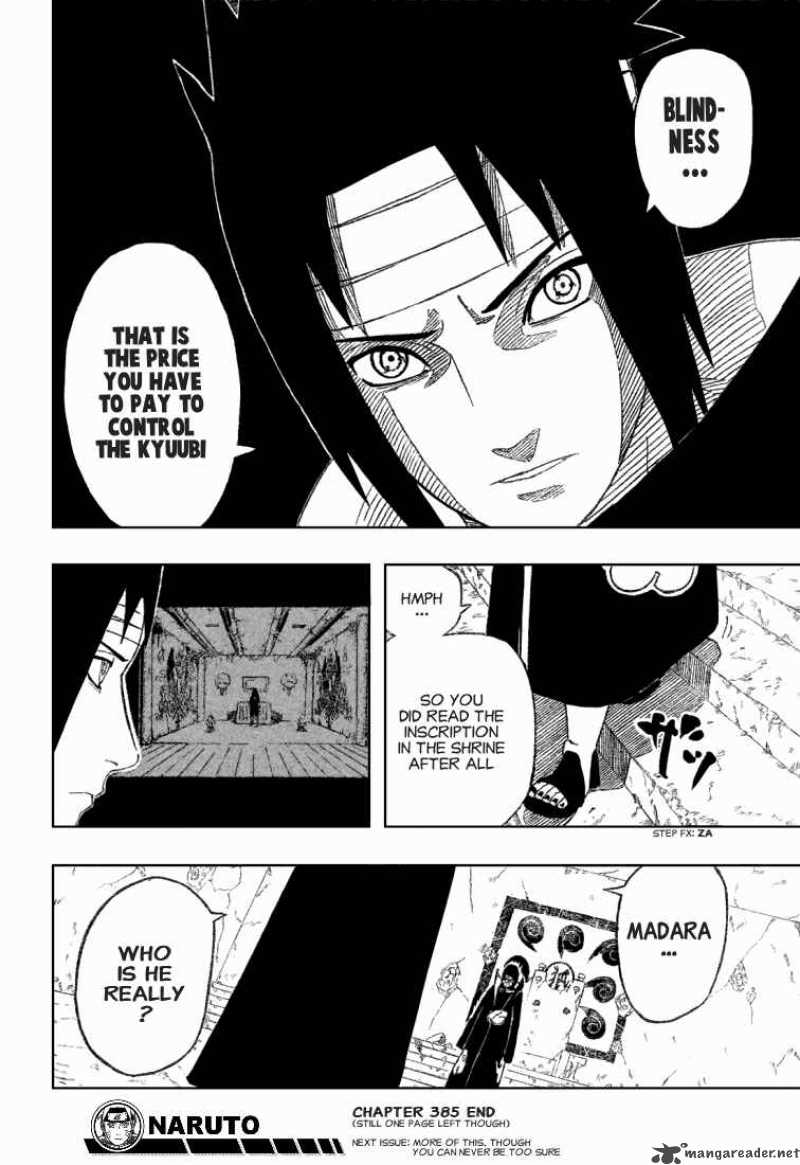 BLIND-
NESS
...
THAT IS
THE PRICE
YOU HAVE
TO PAY TO
CONTROL
THE KYUUBI
HMPH
...
SO YOU
DID READ THE
INSCRIPTION
IN THE SHRINE
AFTER ALL
ザッ
STEP FX: ZA
MADARA
...
WHO
IS HE
REALLY
?
NARUTO
CHAPTER 385 END
(STILL ONE PAGE LEFT THOUGH)
NEXT ISSUE: MORE OF THIS, THOUGH
YOU CAN NEVER BE TOO SURE
mangareader.net